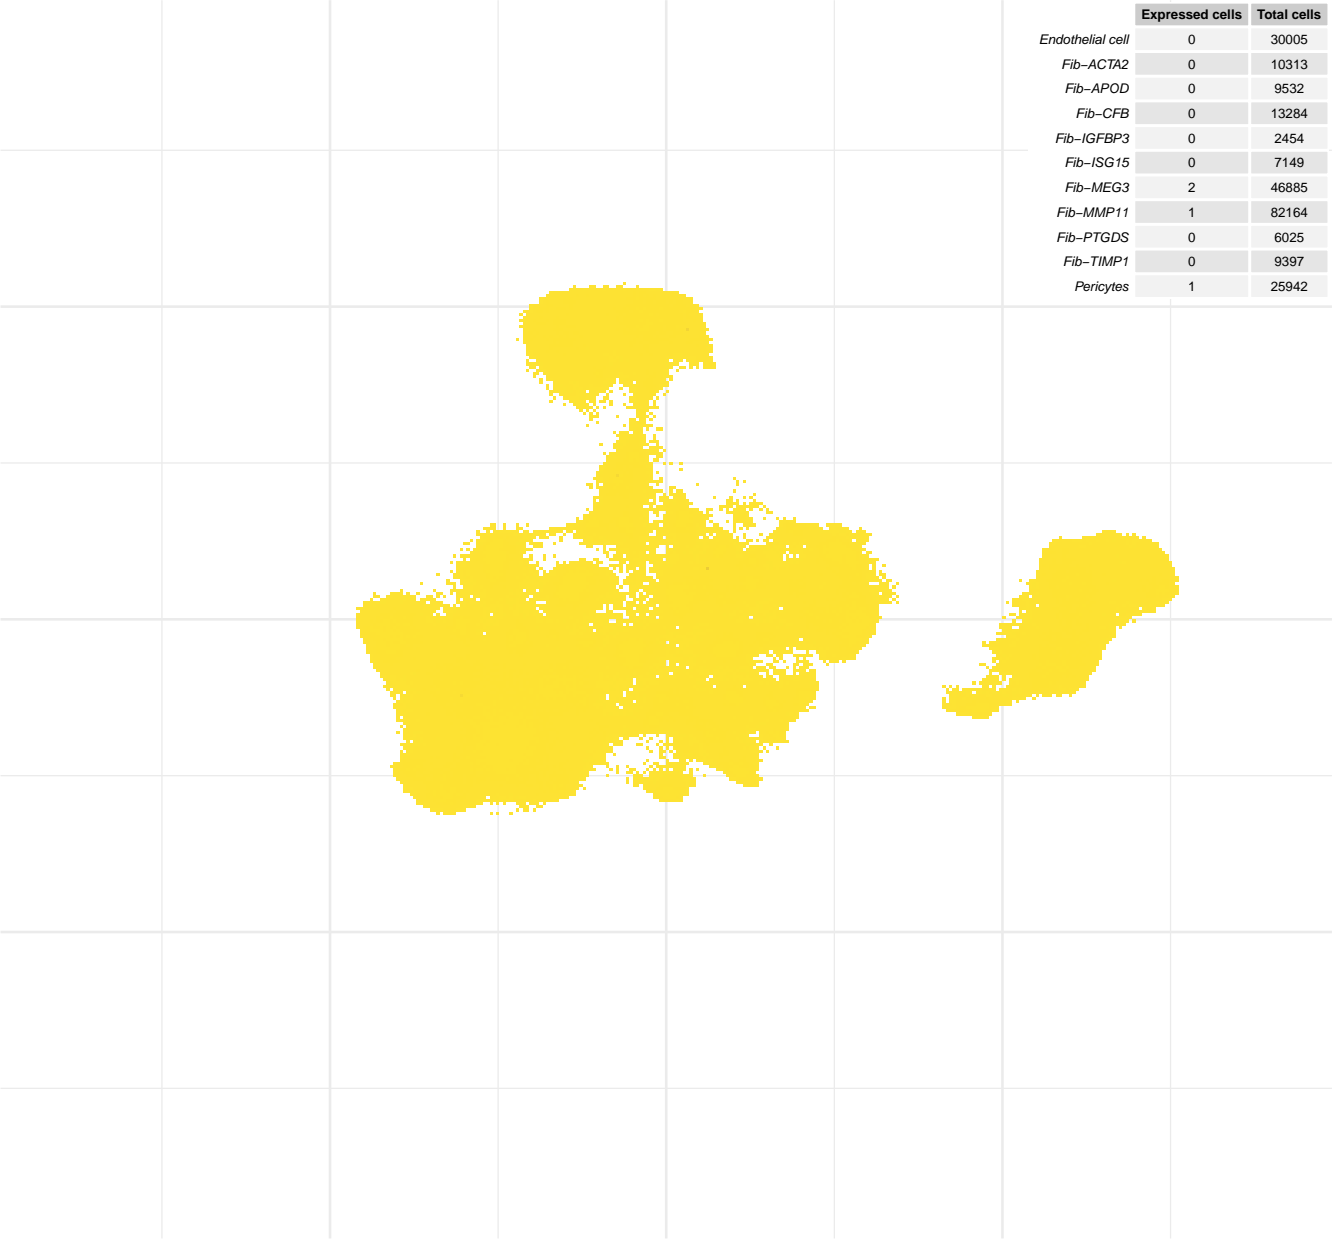 Expressed cells Total cells
Endothelial cell 0 30005
Fib−ACTA2 0 10313
Fib−APOD 0 9532
Fib−CFB 0 13284
Fib−IGFBP3 0 2454
Fib−ISG15 0 7149
Fib−MEG3 2 46885
Fib−MMP11 1 82164
Fib−PTGDS 0 6025
Fib−TIMP1 0 9397
Pericytes 1 25942